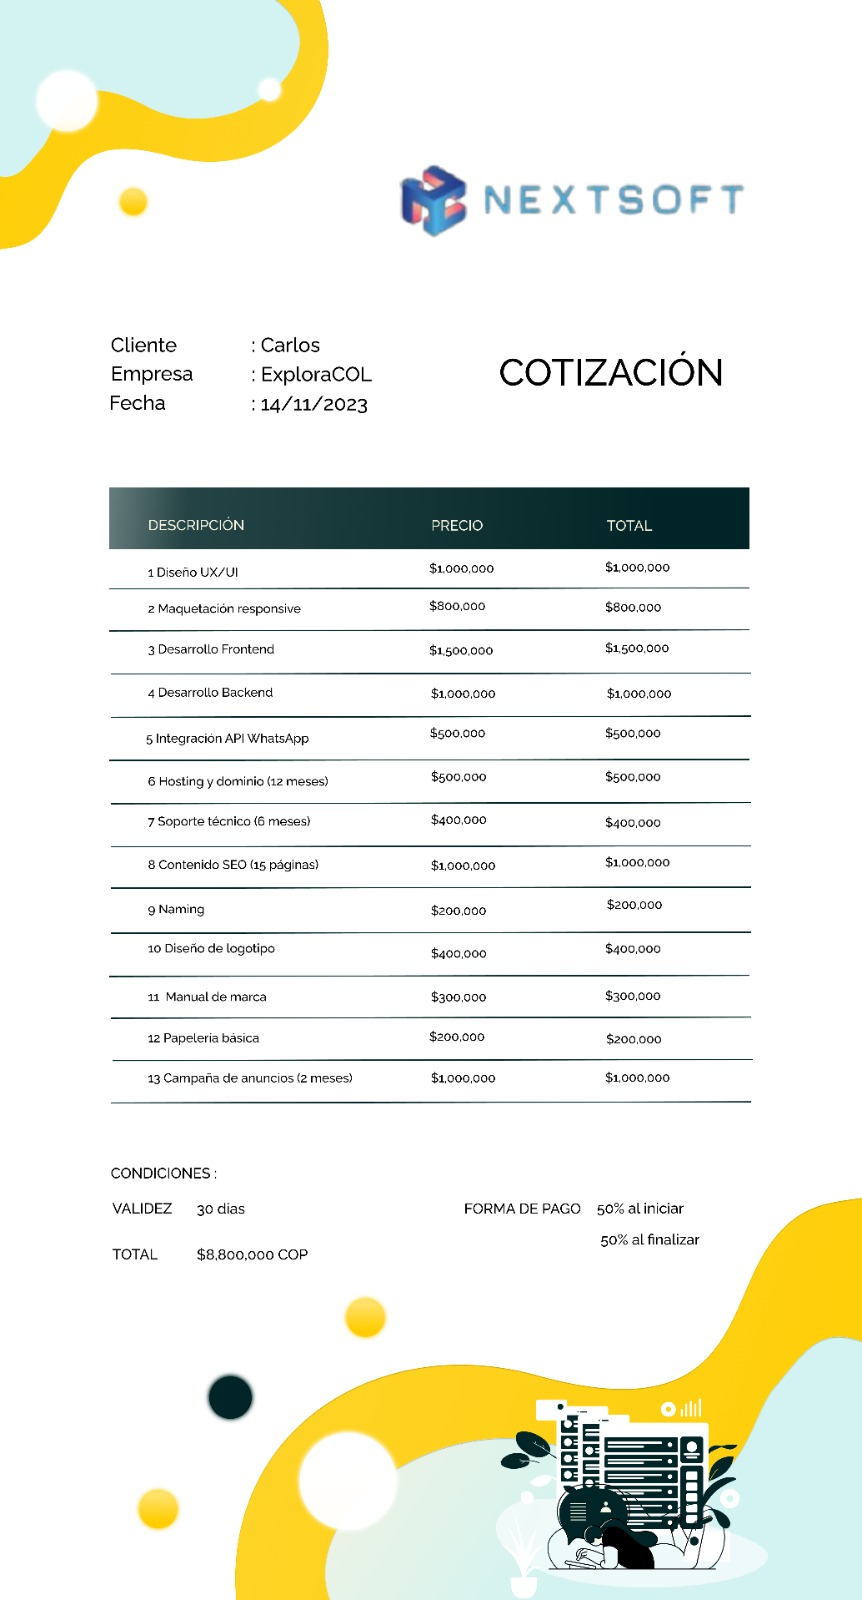 NEXTSOFT
Cliente : Carlos
Empresa : ExploraCOL
Fecha : 14/11/2023
COTIZACIÓN
DESCRIPCIÓN PRECIO TOTAL
1 Diseño UX/UI $1,000,000 $1,000,000
2 Maquetación responsive $800,000 $800,000
3 Desarrollo Frontend $1,500,000 $1,500,000
4 Desarrollo Backend $1,000,000 $1,000,000
5 Integración API WhatsApp $500,000 $500,000
6 Hosting y dominio (12 meses) $500,000 $500,000
7 Soporte técnico (6 meses) $400,000 $400,000
8 Contenido SEO (15 páginas) $1,000,000 $1,000,000
9 Naming $200,000 $200,000
10 Diseño de logotipo $400,000 $400,000
11 Manual de marca $300,000 $300,000
12 Papelería básica $200,000 $200,000
13 Campaña de anuncios (2 meses) $1,000,000 $1,000,000
CONDICIONES :
VALIDEZ 30 días FORMA DE PAGO 50% al iniciar
50% al finalizar
TOTAL $8,800,000 COP